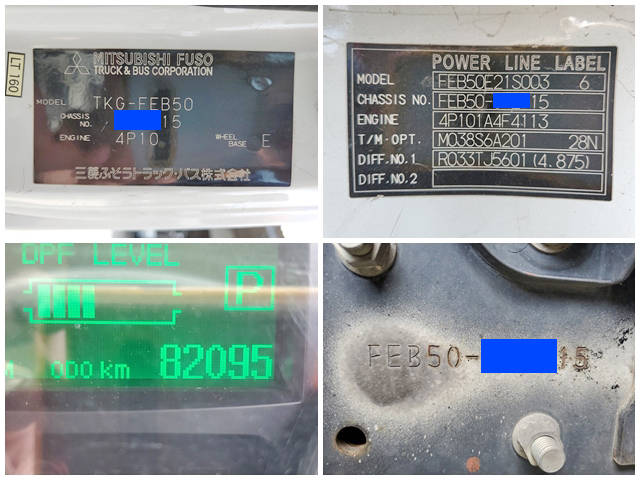 LT160
MITSUBISHI FUSO
TRUCK & BUS CORPORATION
MODEL TKG-FEB50
CHASSIS NO. 15
ENGINE 4P10 WHEEL BASE E
三菱ふそうトラック・バス株式会社
POWER LINE LABEL
MODEL FEB50E21S003 6
CHASSIS NO. FEB50- 15
ENGINE 4P101A4F4113
T/M·OPT. M038S6A201 28N
DIFF.NO.1 R033TJ5601 (4.875)
DIFF.NO.2
DPF LEVEL
P
ODO km 82095
FEB50- 15